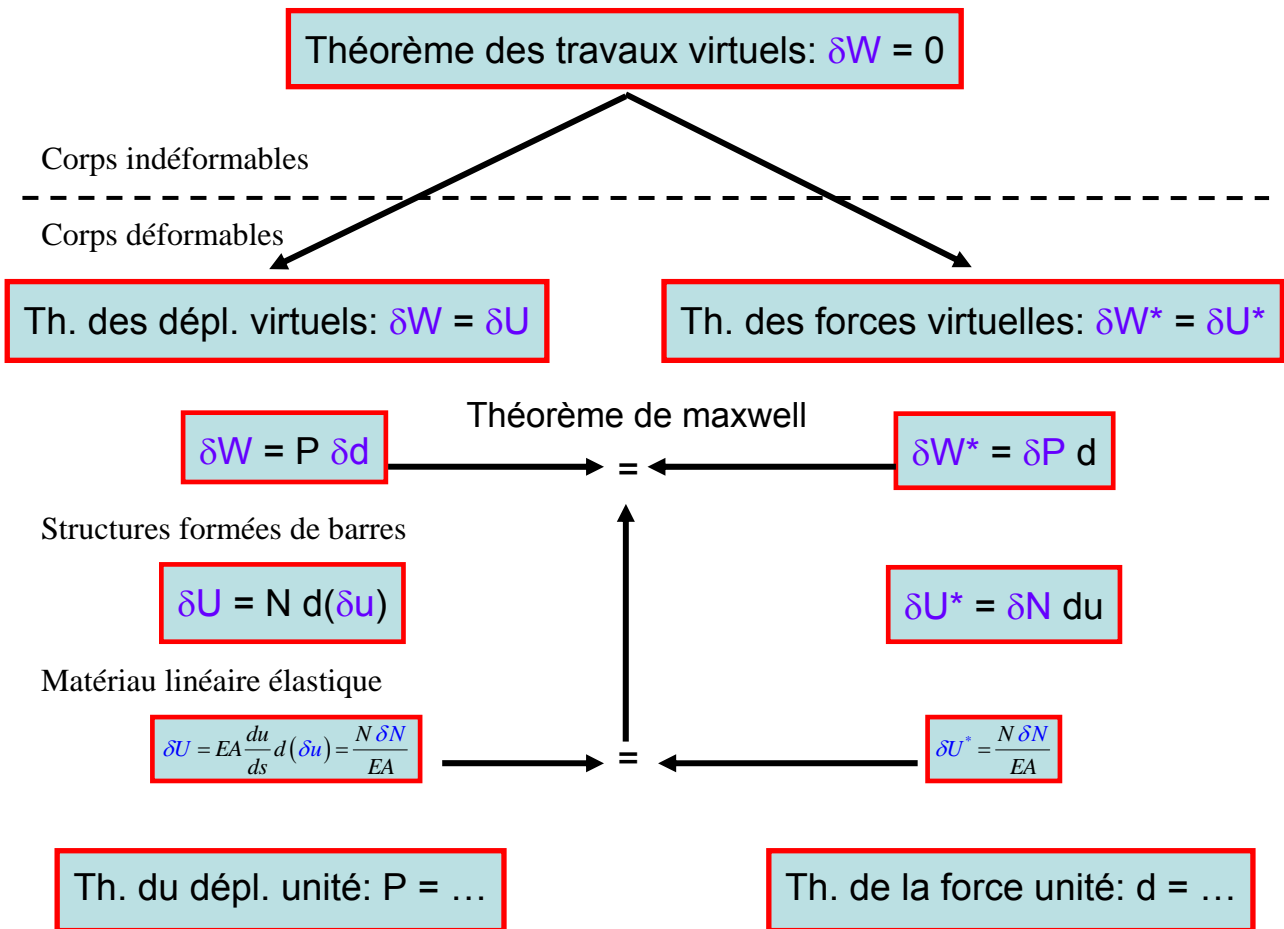 Théorème des travaux virtuels: δW = 0
Corps indéformables
Corps déformables
Th. des dépl. virtuels: δW = δU
Th. des forces virtuelles: δW* = δU*
Théorème de maxwell
δW = P δd
=
δW* = δP d
Structures formées de barres
δU = N d(δu)
δU* = δN du
Matériau linéaire élastique
δU = EA du/ds d(δu) = N δN/EA
=
δU* = N δN/EA
Th. du dépl. unité: P = …
Th. de la force unité: d = …